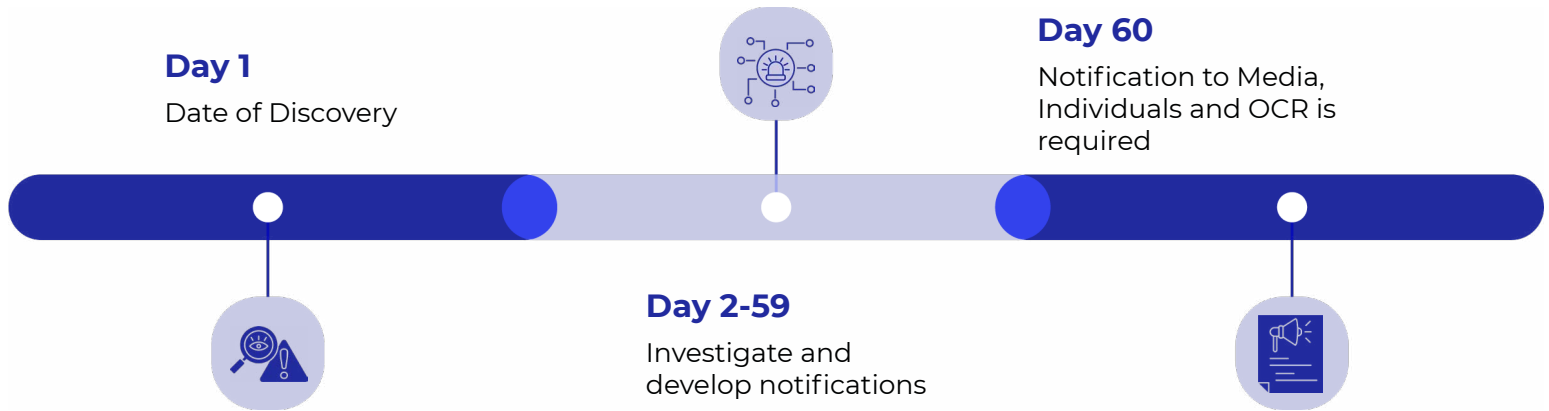 Day 1
Date of Discovery
Day 2-59
Investigate and
develop notifications
Day 60
Notification to Media,
Individuals and OCR is
required